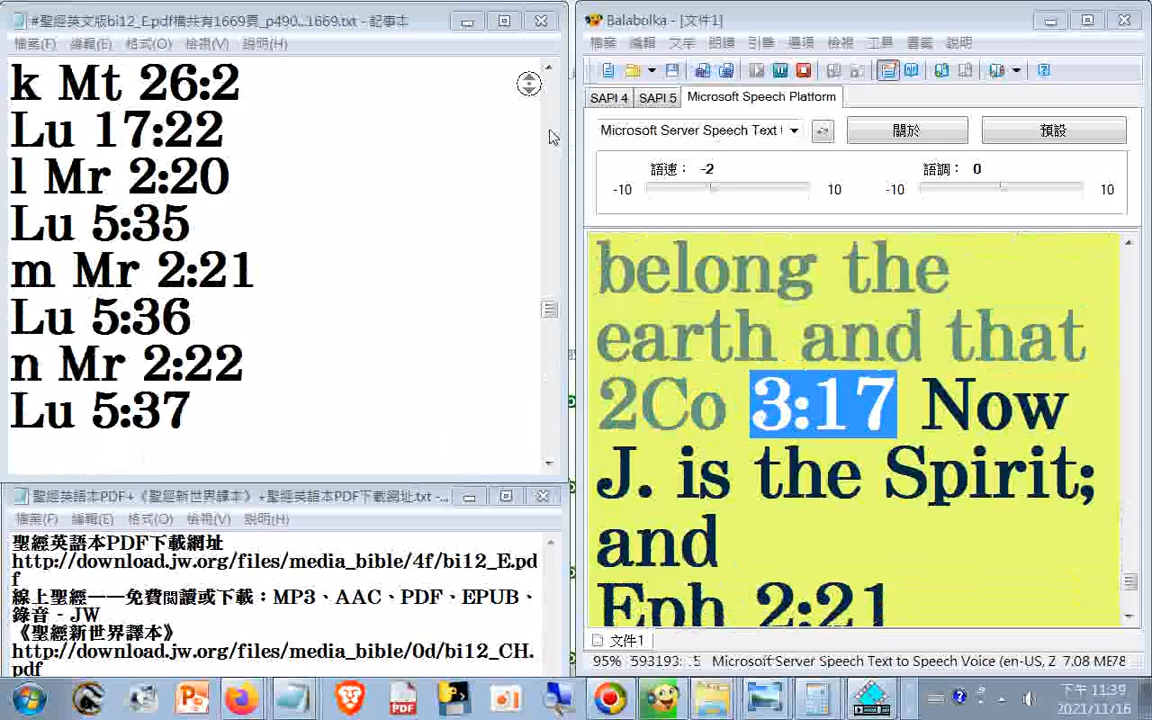 #聖經英文版bi12_E.pdf檔共有1669頁_p490...1669.txt - 記事本
檔案(F) 編輯(E) 格式(O) 檢視(V) 說明(H)
k Mt 26:2
Lu 17:22
l Mr 2:20
Lu 5:35
m Mr 2:21
Lu 5:36
n Mr 2:22
Lu 5:37
聖經英語本PDF+《聖經新世界譯本》+聖經英語本PDF下載網址.txt - ...
檔案(F) 編輯(E) 格式(O) 檢視(V) 說明(H)
聖經英語本PDF下載網址
http://download.jw.org/files/media_bible/4f/bi12_E.pd
f
線上聖經——免費閱讀或下載：MP3、AAC、PDF、EPUB、
錄音 - JW
《聖經新世界譯本》
http://download.jw.org/files/media_bible/0d/bi12_CH.
pdf
Balabolka - [文件1]
檔案 編輯 文字 朗讀 引擎 選項 檢視 工具 書籤 說明
SAPI 4 SAPI 5 Microsoft Speech Platform
Microsoft Server Speech Text 關於 預設
語速： -2 語調： 0
-10 10 -10 10
belong the
earth and that
2Co 3:17 Now
J. is the Spirit;
and
Eph 2:21
文件1
95% Microsoft Server Speech Text to Speech Voice (en-US, Z 7.08 ME
下午 11:39
2021/11/16